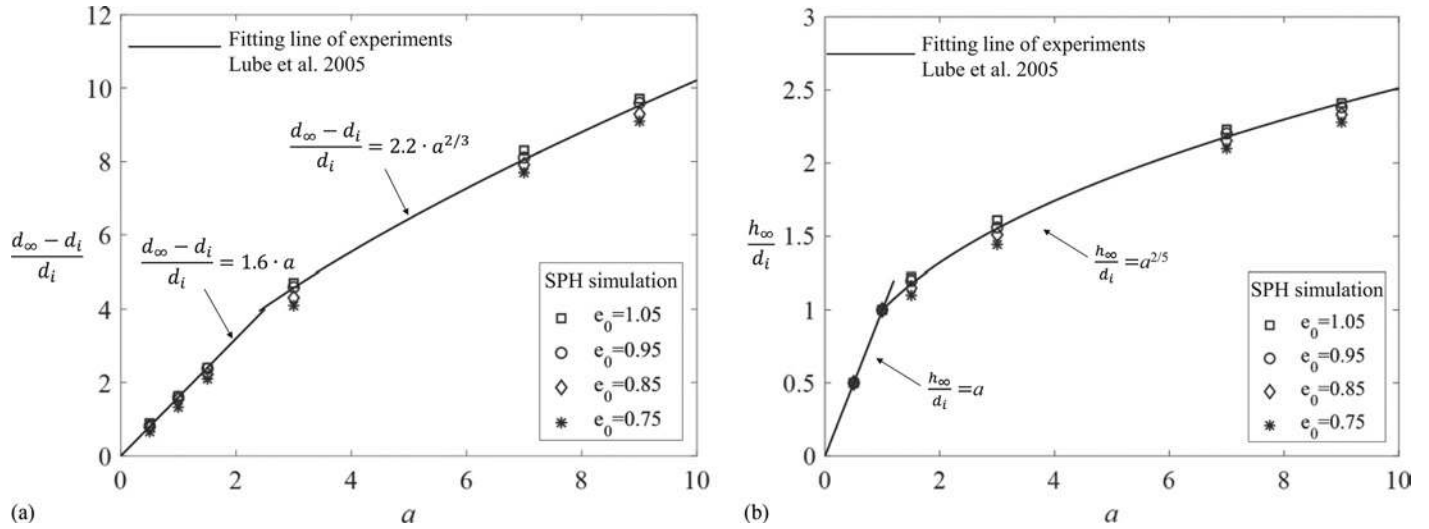 12
10
8
6
4
2
0
0
2
4
6
8
10
Fitting line of experiments
Lube et al. 2005
d∞ − di
di
= 2.2 · a2/3
d∞ − di
di
= 1.6 · a
d∞ − di
di
SPH simulation
e0=1.05
e0=0.95
e0=0.85
e0=0.75
a
(a)
3
2.5
2
1.5
1
0.5
0
0
2
4
6
8
10
Fitting line of experiments
Lube et al. 2005
h∞
di
h∞
di
=a2/5
h∞
di
=a
SPH simulation
e0=1.05
e0=0.95
e0=0.85
e0=0.75
a
(b)